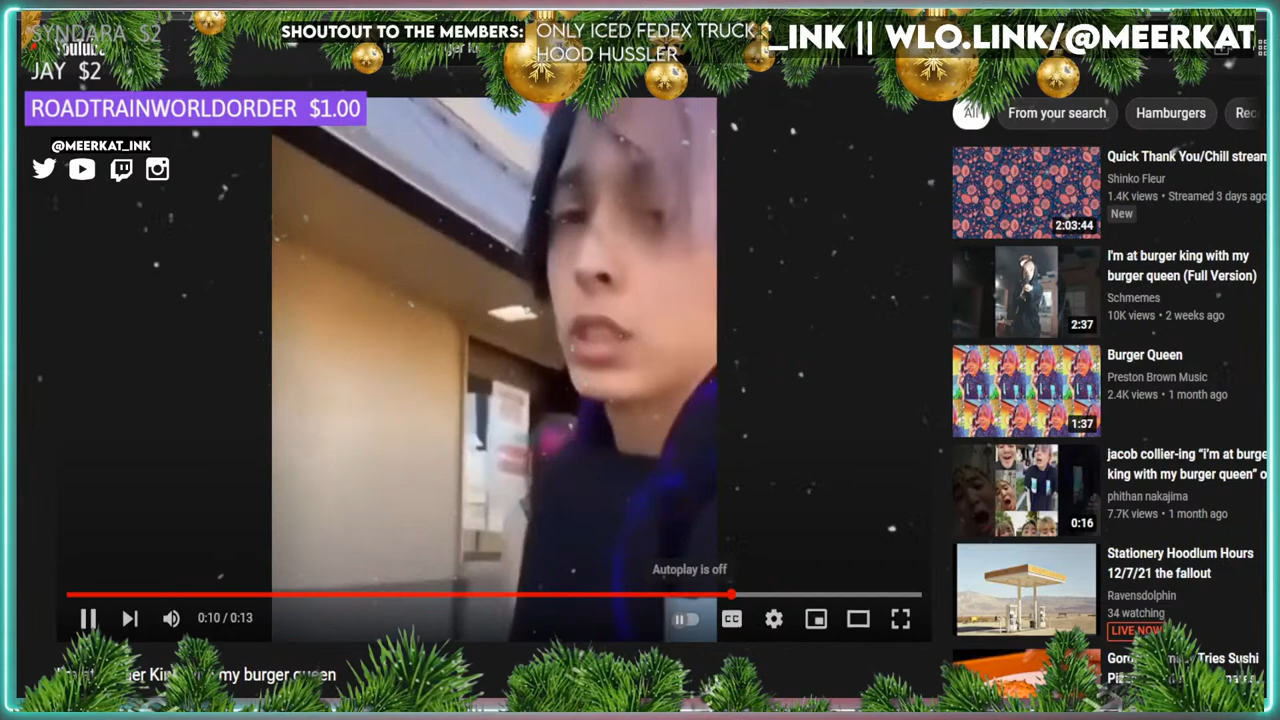 SYNDARA $2
SHOUTOUT TO THE MEMBERS:
ONLY ICED FEDEX TRUCK
HOOD HUSSLER
_INK || WLO.LINK/@MEERKAT
YouTube
JAY $2
ROADTRAINWORLDORDER $1.00
@MEERKAT_INK
All
From your search
Hamburgers
Rec
Quick Thank You/Chill stream
Shinko Fleur
1.4K views • Streamed 3 days ago
New
2:03:44
I'm at burger king with my
burger queen (Full Version)
Schmemes
10K views • 2 weeks ago
2:37
Burger Queen
Preston Brown Music
2.4K views • 1 month ago
1:37
jacob collier-ing “i'm at burge
king with my burger queen” o
phithan nakajima
7.7K views • 1 month ago
0:16
Stationery Hoodlum Hours
12/7/21 the fallout
Ravensdolphin
34 watching
LIVE NOW
Tries Sushi
Autoplay is off
0:10 / 0:13
CC
my burger queen